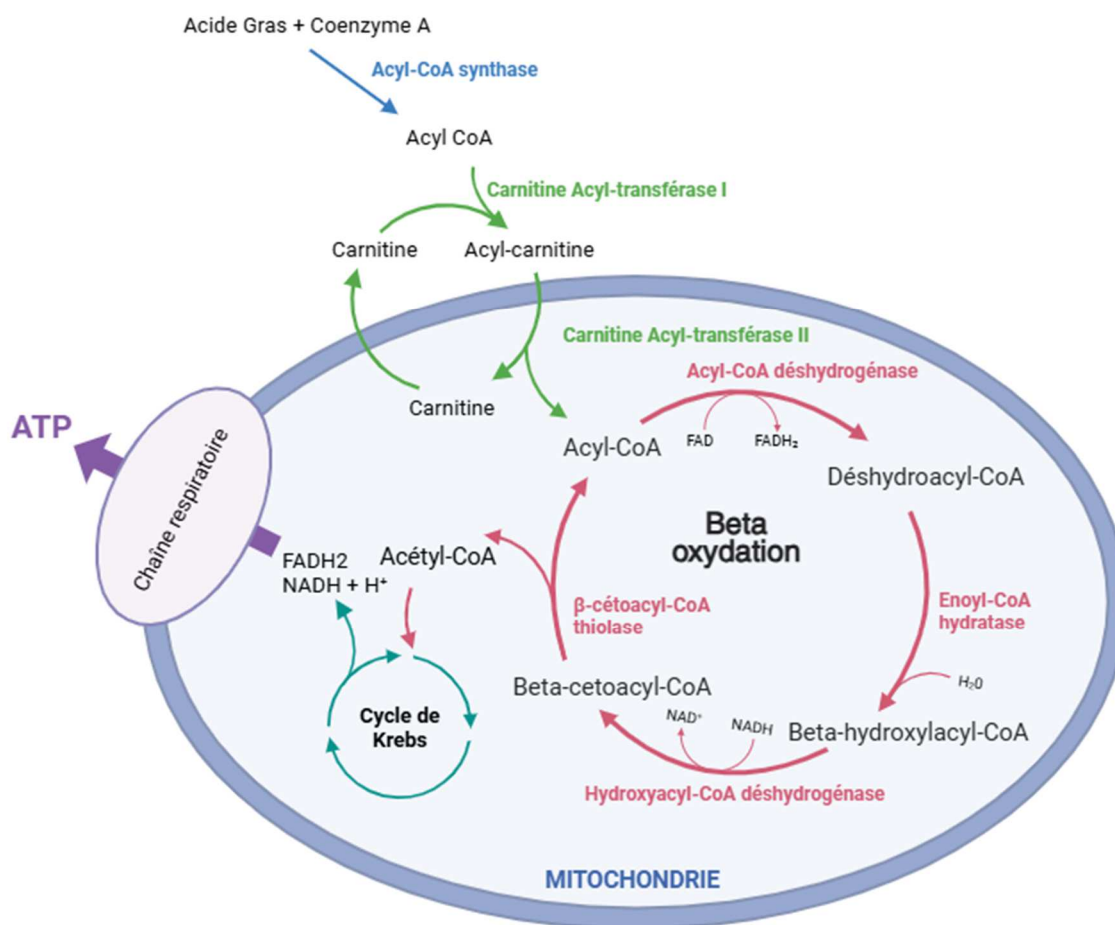 Acide Gras + Coenzyme A
Acyl-CoA synthase
Acyl CoA
Carnitine Acyl-transférase I
Carnitine
Acyl-carnitine
Carnitine Acyl-transférase II
Acyl-CoA déshydrogénase
Carnitine
Acyl-CoA
FAD
FADH₂
ATP
Chaîne respiratoire
Déshydroacyl-CoA
Beta
oxydation
FADH2
NADH + H⁺
Acétyl-CoA
β-cétoacyl-CoA
thiolase
Enoyl-CoA
hydratase
Beta-cetoacyl-CoA
H₂0
Cycle de
Krebs
NAD⁺
NADH
Beta-hydroxylacyl-CoA
Hydroxyacyl-CoA déshydrogénase
MITOCHONDRIE